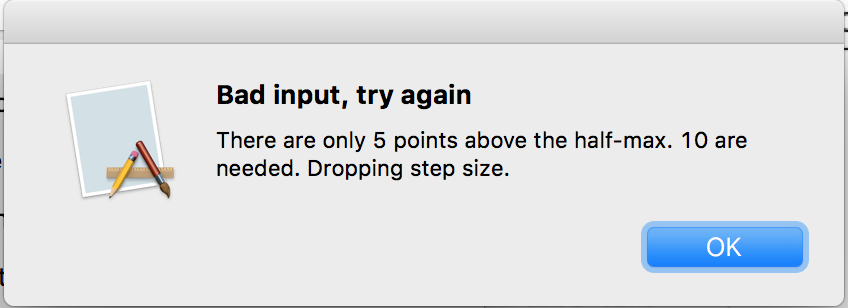 Bad input, try again
There are only 5 points above the half-max. 10 are
needed. Dropping step size.
OK